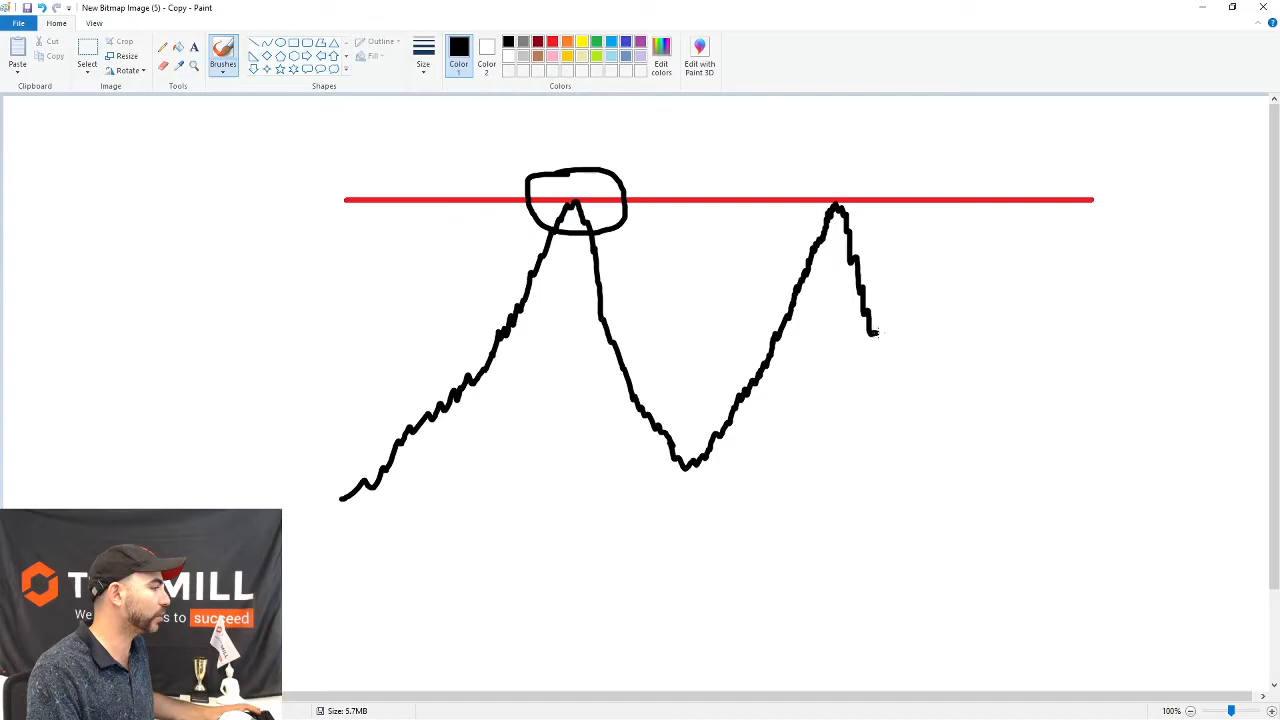 New Bitmap Image (5) - Copy - Paint
File
Home
View
Paste
Cut
Copy
Clipboard
Select
Crop
Resize
Rotate
Image
A
Tools
Brushes
Outline
Fill
Shapes
Size
Color
1
Color
2
Edit
colors
Edit with
Paint 3D
Colors
T MILL
We s to succeed
Size: 5.7MB
100%